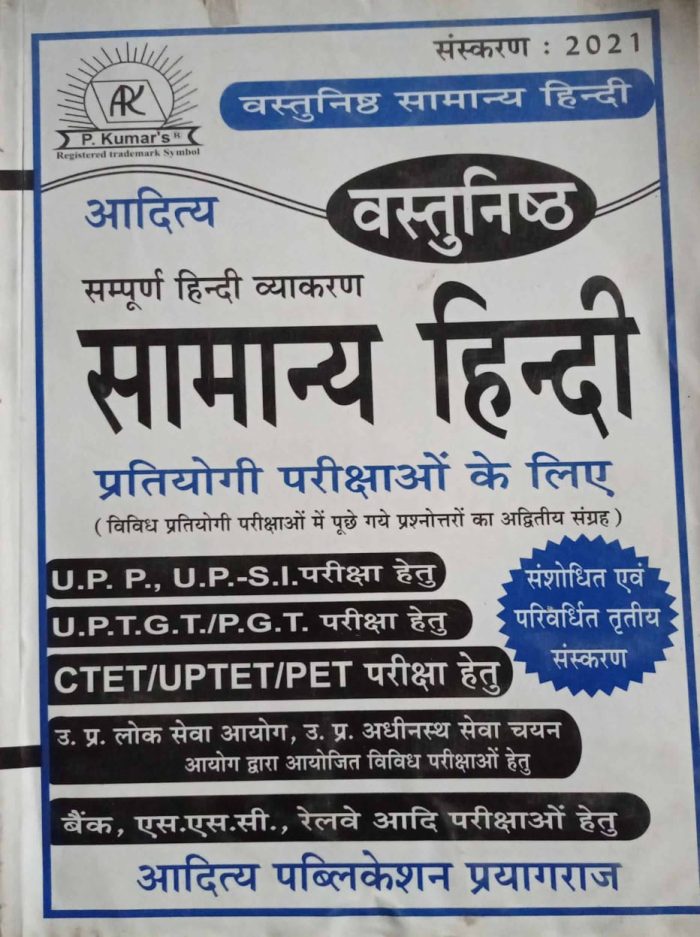 संस्करण : 2021
APK
P. Kumar's R
Registered trademark Symbol
वस्तुनिष्ठ सामान्य हिन्दी
आदित्य
वस्तुनिष्ठ
सम्पूर्ण हिन्दी व्याकरण
सामान्य हिन्दी
प्रतियोगी परीक्षाओं के लिए
( विविध प्रतियोगी परीक्षाओं में पूछे गये प्रश्नोत्तरों का अद्वितीय संग्रह )
U.P. P., U.P.-S.I. परीक्षा हेतु
U.P.T.G.T./P.G.T. परीक्षा हेतु
CTET/UPTET/PET परीक्षा हेतु
संशोधित एवं
परिवर्धित तृतीय
संस्करण
उ. प्र. लोक सेवा आयोग, उ. प्र. अधीनस्थ सेवा चयन
आयोग द्वारा आयोजित विविध परीक्षाओं हेतु
बैंक, एस.एस.सी., रेलवे आदि परीक्षाओं हेतु
आदित्य पब्लिकेशन प्रयागराज